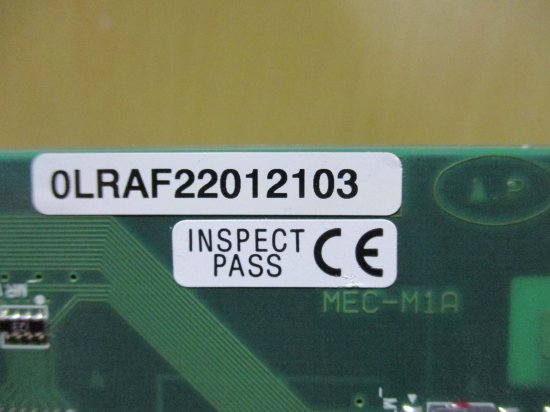 0LRAF22012103
INSPECT
PASS
CE
MEC-M1A